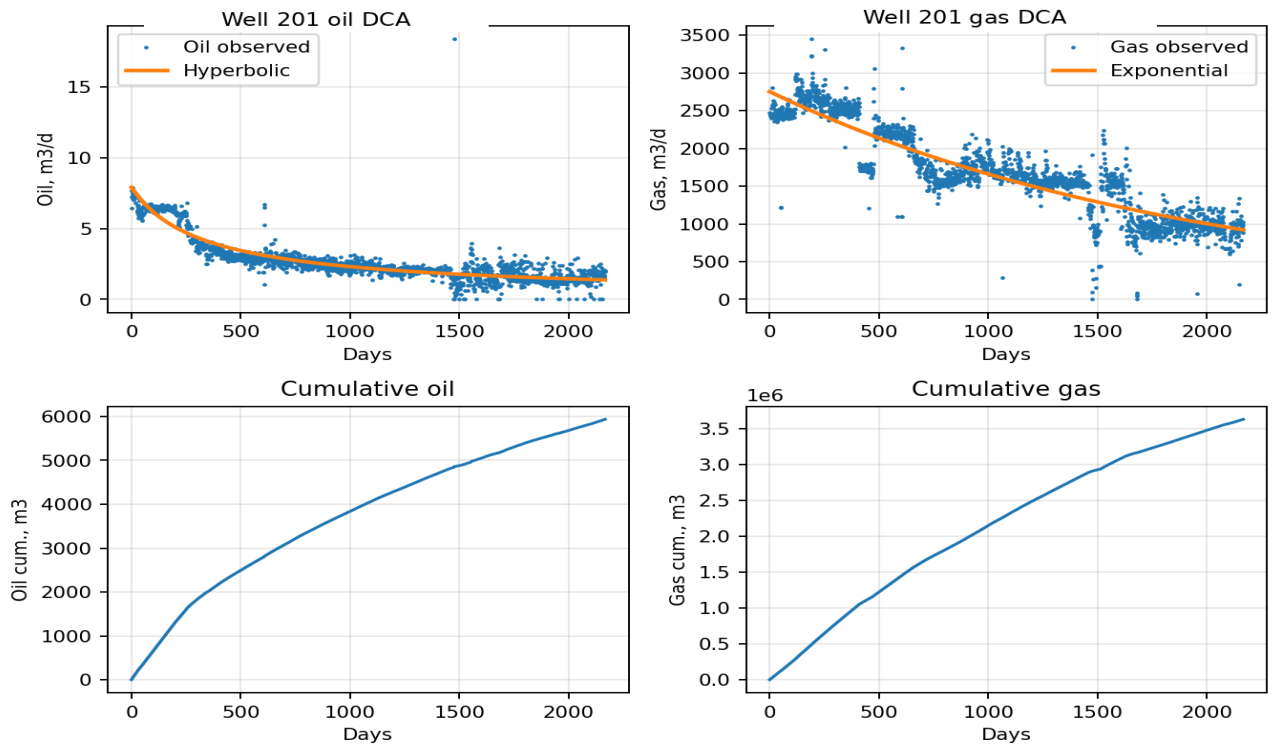 Well 201 oil DCA
Oil observed
Hyperbolic
Oil, m3/d
15
10
5
0
0 500 1000 1500 2000
Days
Well 201 gas DCA
Gas observed
Exponential
Gas, m3/d
3500
3000
2500
2000
1500
1000
500
0
0 500 1000 1500 2000
Days
Cumulative oil
Oil cum., m3
6000
5000
4000
3000
2000
1000
0
0 500 1000 1500 2000
Days
Cumulative gas
1e6
Gas cum., m3
3.5
3.0
2.5
2.0
1.5
1.0
0.5
0.0
0 500 1000 1500 2000
Days